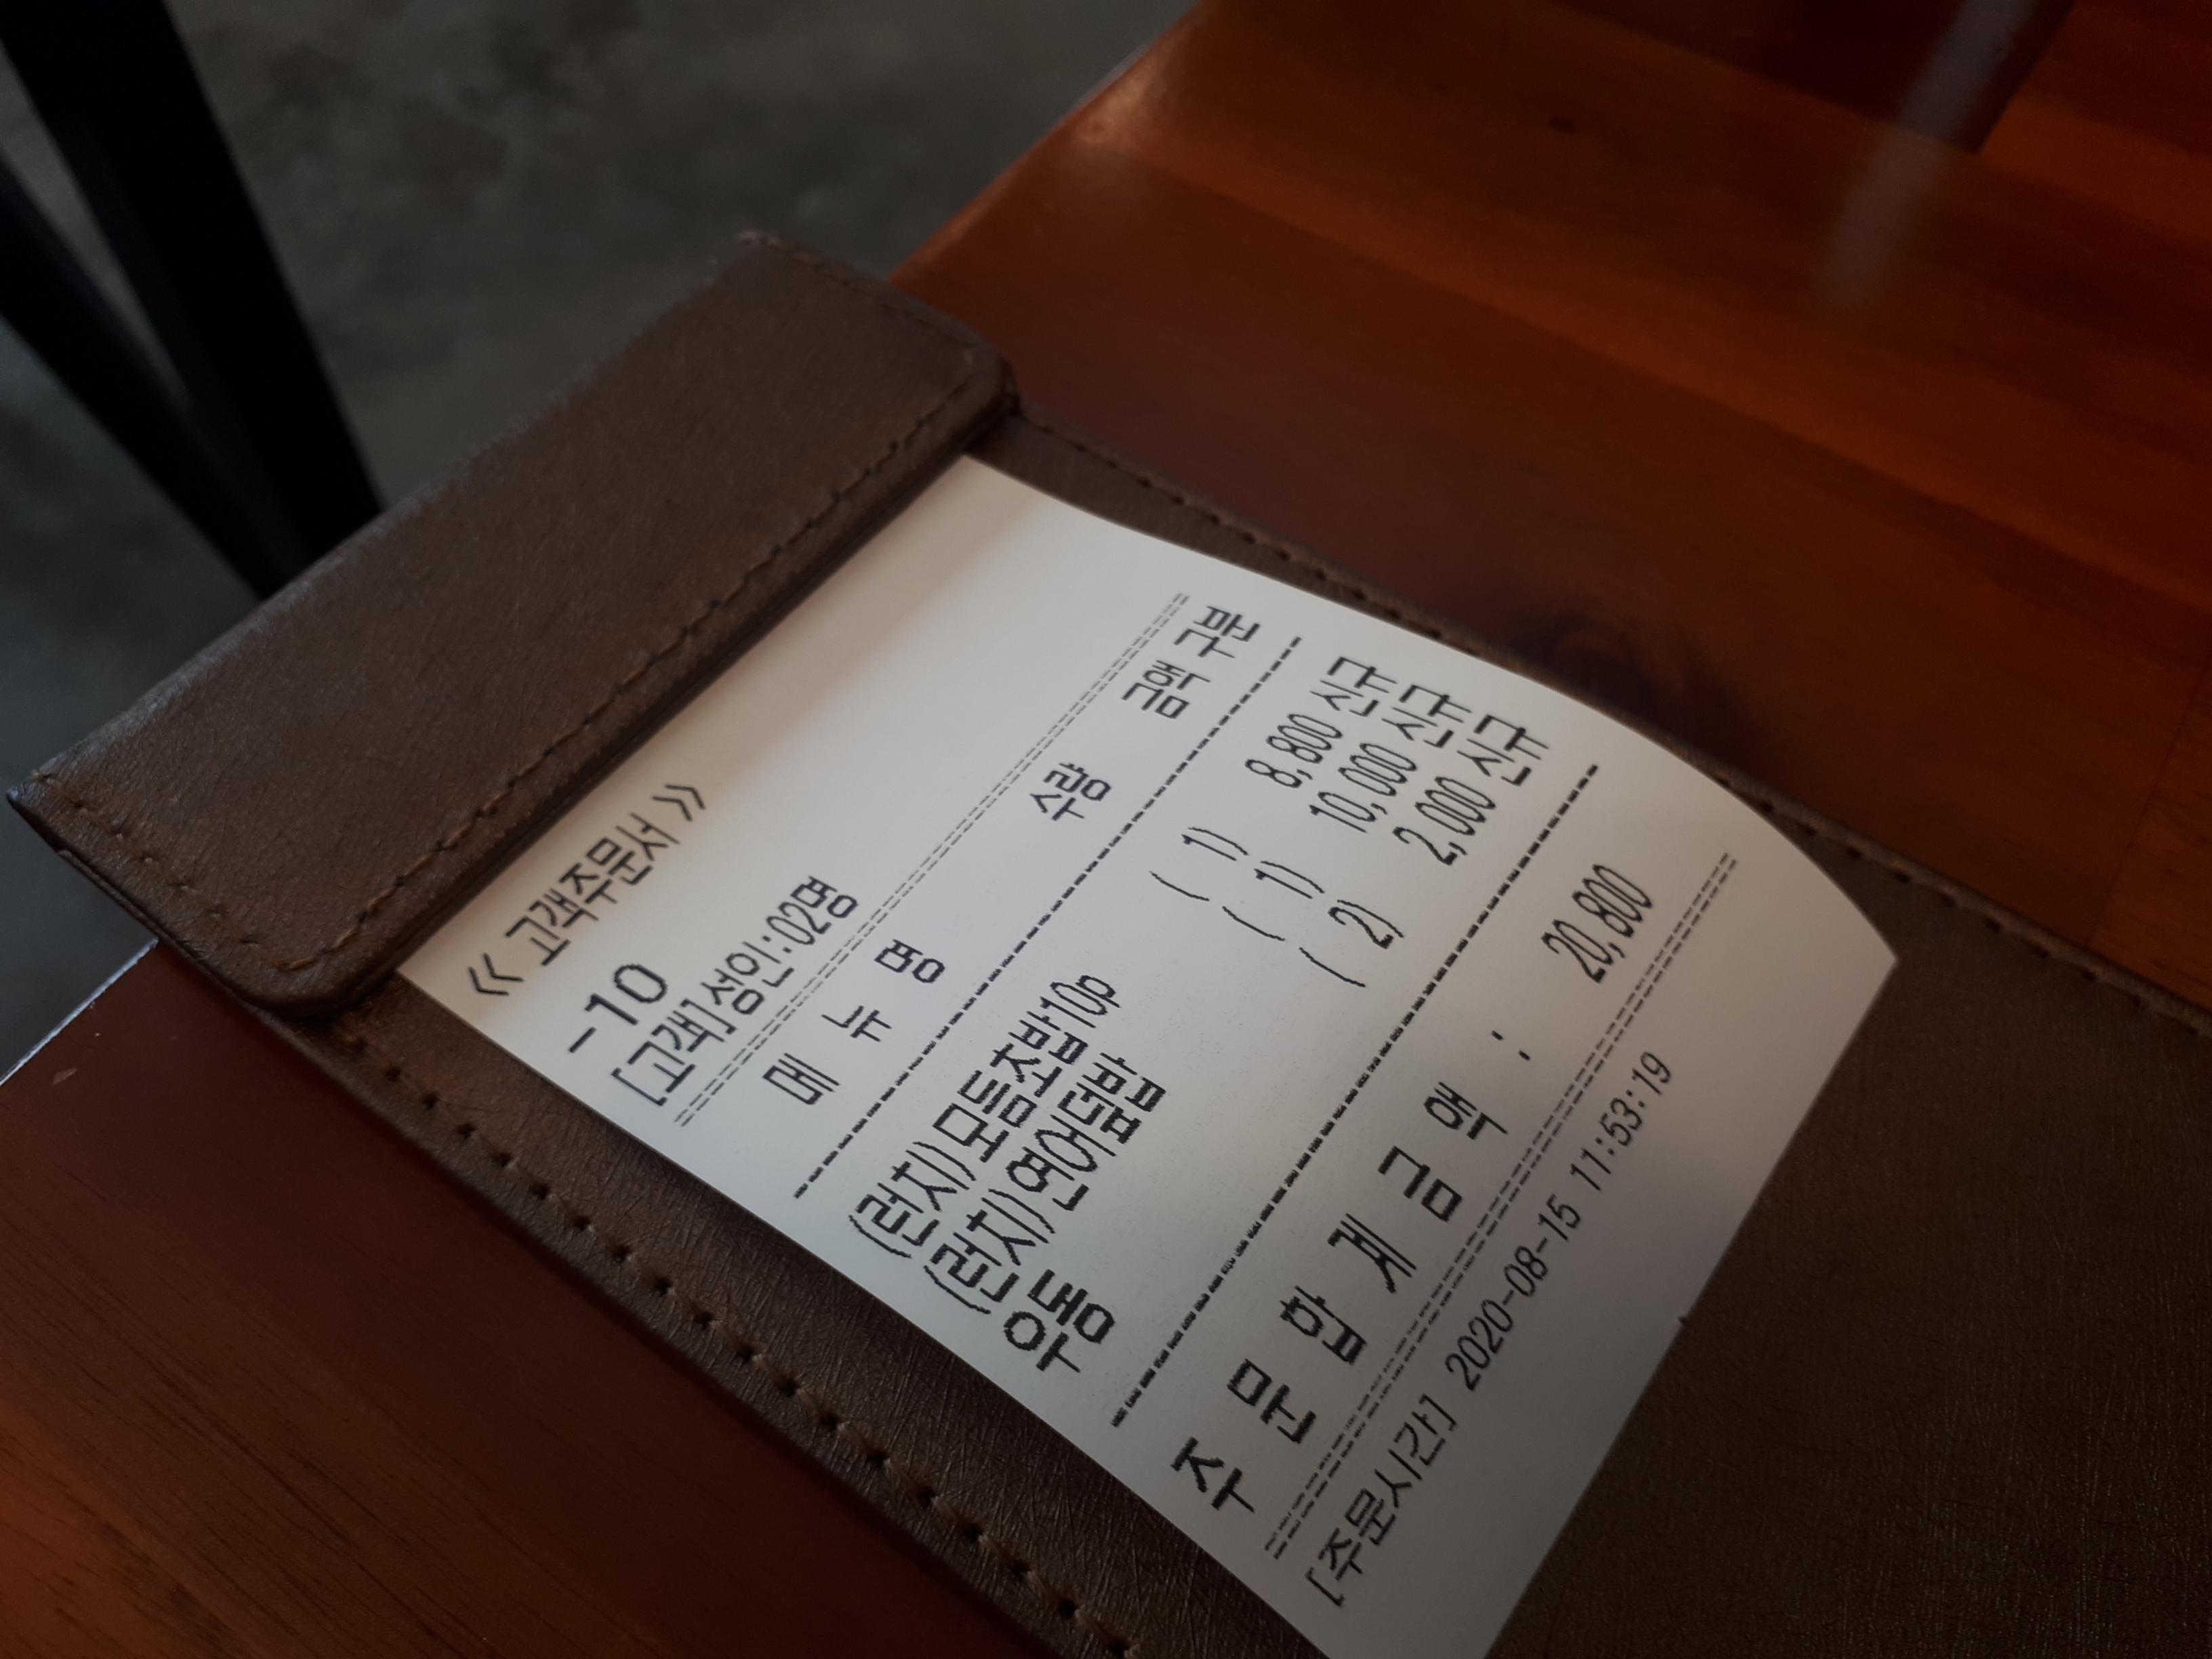 << 고객주문서 >>
-10
[고객]성인:02명
메 뉴 명 수량 금액 구분
(런치)모듬초밥10p ( 1) 8,800 신규
(런치)연어덮밥 ( 1) 10,000 신규
우동 ( 2) 2,000 신규
주 문 합 계 금 액 : 20,800
[주문시간] 2020-08-15 11:53:19